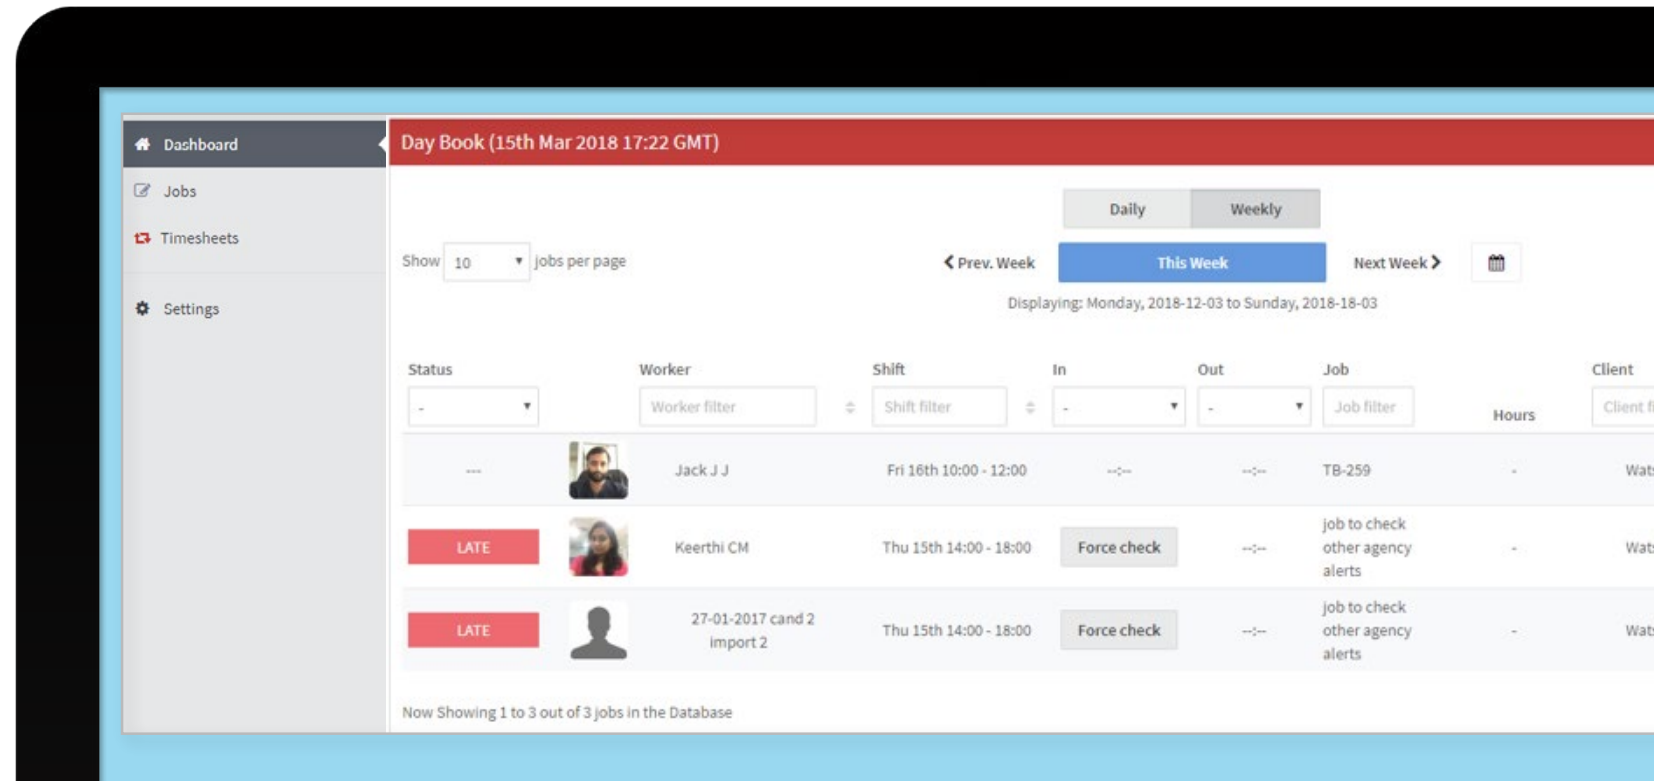 Dashboard
Jobs
Timesheets
Settings
Day Book (15th Mar 2018 17:22 GMT)
Daily Weekly
Show 10 jobs per page
Prev. Week This Week Next Week
Displaying: Monday, 2018-12-03 to Sunday, 2018-18-03
Status Worker Shift In Out Job Hours Client
- Worker filter Shift filter - - Job filter Client f
--- Jack J J Fri 16th 10:00 - 12:00 --:-- --:-- TB-259 - Wat
LATE Keerthi CM Thu 15th 14:00 - 18:00 Force check --:-- job to check - Wat
other agency
alerts
LATE 27-01-2017 cand 2 Thu 15th 14:00 - 18:00 Force check --:-- job to check - Wat
import 2 other agency
alerts
Now Showing 1 to 3 out of 3 jobs in the Database